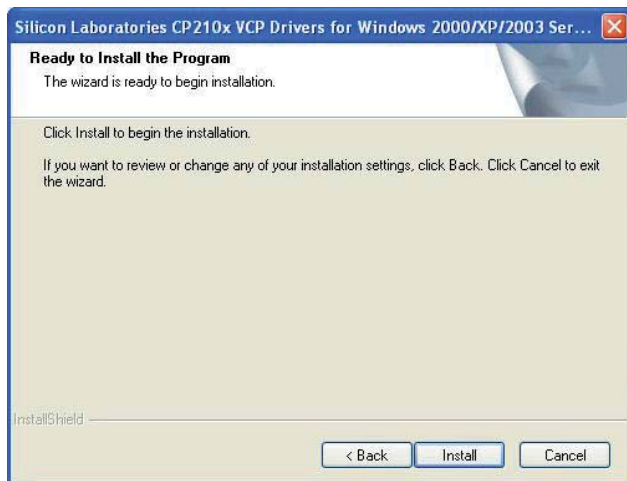 Silicon Laboratories CP210x VCP Drivers for Windows 2000/XP/2003 Ser...
Ready to Install the Program
The wizard is ready to begin installation.
Click Install to begin the installation.
If you want to review or change any of your installation settings, click Back. Click Cancel to exit
the wizard.
InstallShield
< Back
Install
Cancel